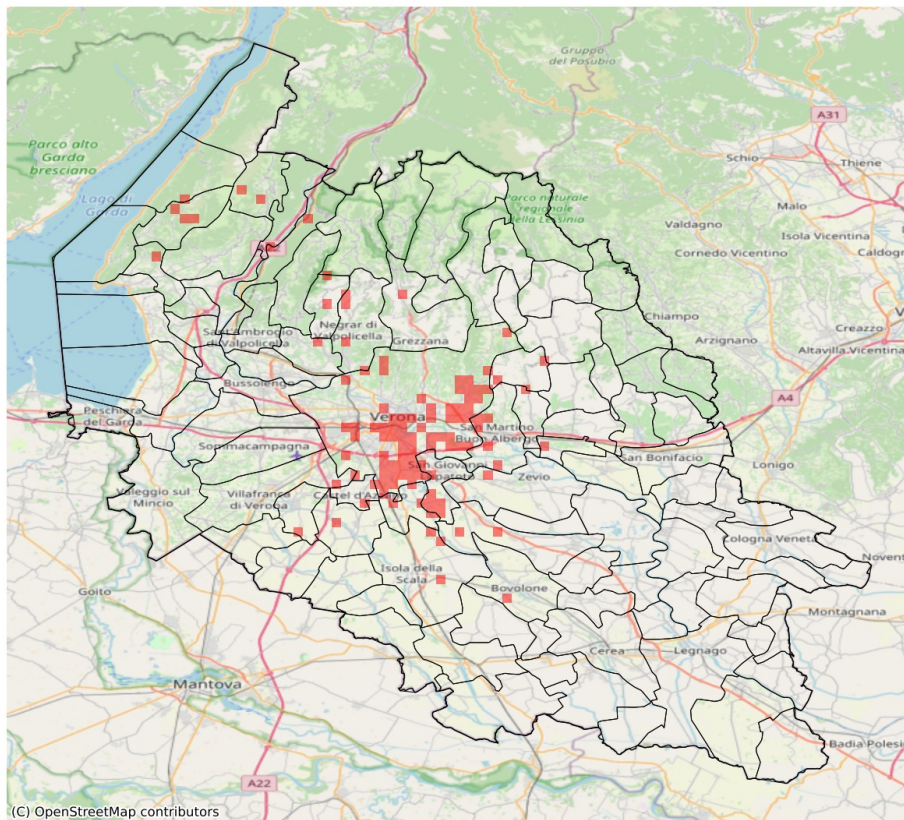 Gruppo
del Posubio
A31
Parco alto
Garda
bresciano
Schio
Thiene
Lago di
Garda
Parco naturale
regionale
della Lessinia
Malo
Valdagno
Isola Vicentina
Cornedo Vicentino
Caldogn
Chiampo
Sant'Ambrogio
di Valpolicella
Negrar di
Valpolicella
Grezzana
Arzignano
Creazzo
Altavilla Vicentina
Bussolengo
A4
Peschiera
del Garda
Verona
San Martino
Buon Albergo
Sommacampagna
San Bonifacio
Lonigo
San Giovanni
Lupatoto
Zevio
Valeggio sul
Mincio
Villafranca
di Verona
Castel d'Azzano
Cologna Veneta
Novent
Isola della
Scala
Goito
Bovolone
Montagnana
Cerea
Legnago
Mantova
Badia Polesi
A22
(C) OpenStreetMap contributors